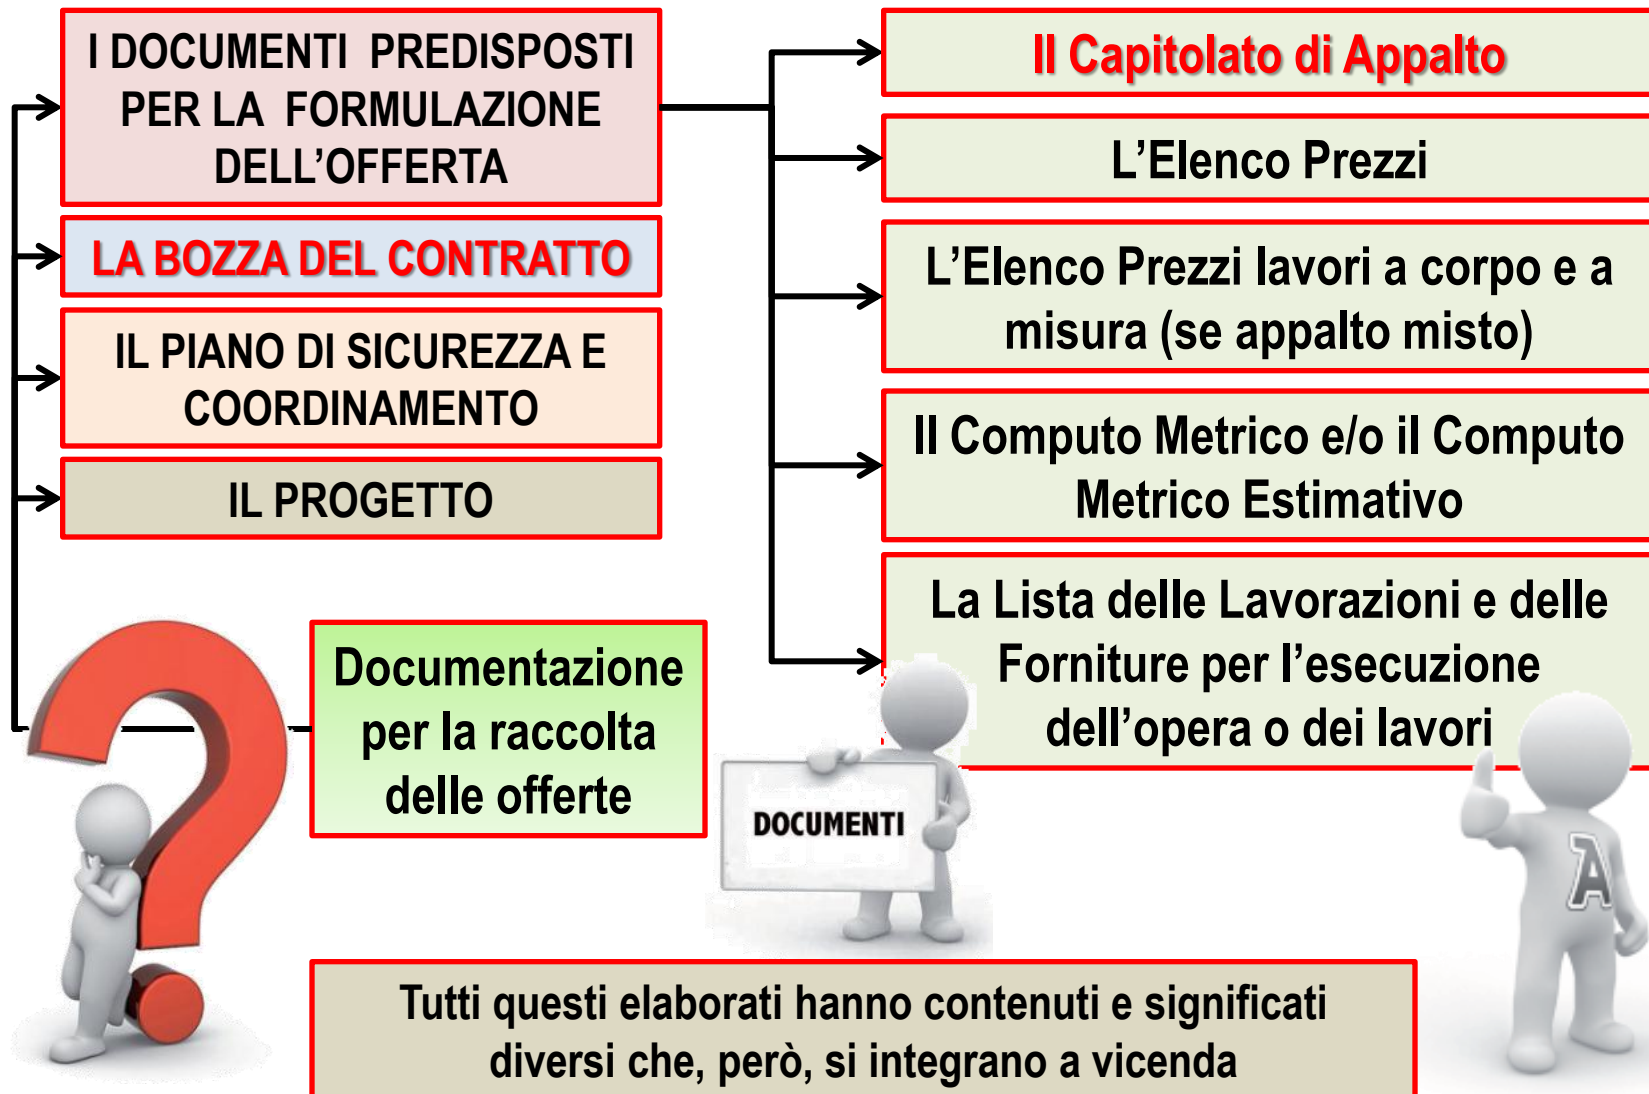 I DOCUMENTI PREDISPOSTI
PER LA FORMULAZIONE
DELL'OFFERTA
LA BOZZA DEL CONTRATTO
IL PIANO DI SICUREZZA E
COORDINAMENTO
IL PROGETTO
Il Capitolato di Appalto
L'Elenco Prezzi
L'Elenco Prezzi lavori a corpo e a
misura (se appalto misto)
Il Computo Metrico e/o il Computo
Metrico Estimativo
La Lista delle Lavorazioni e delle
Forniture per l'esecuzione
dell'opera o dei lavori
Documentazione
per la raccolta
delle offerte
DOCUMENTI
A
Tutti questi elaborati hanno contenuti e significati
diversi che, però, si integrano a vicenda